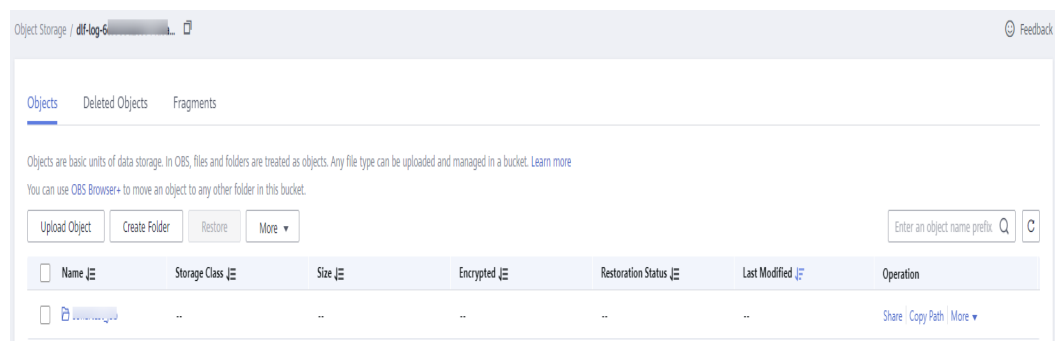 Object Storage / dlf-log-6
Feedback
Objects Deleted Objects Fragments
Objects are basic units of data storage. In OBS, files and folders are treated as objects. Any file type can be uploaded and managed in a bucket. Learn more
You can use OBS Browser+ to move an object to any other folder in this bucket.
Upload Object Create Folder Restore More Enter an object name prefix
Name Storage Class Size Encrypted Restoration Status Last Modified Operation
-- -- -- -- -- Share Copy Path More